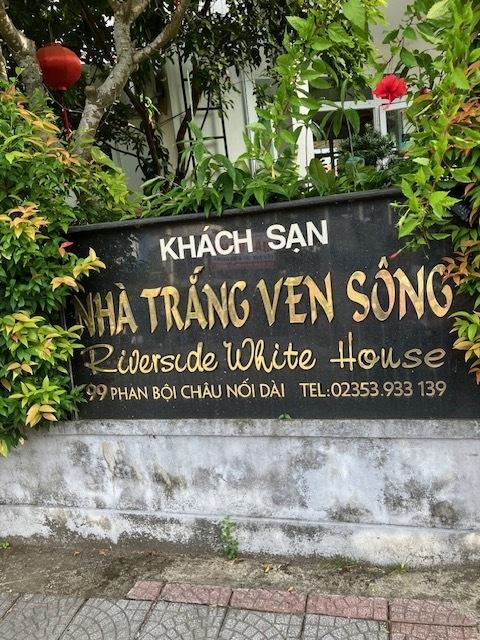 KHÁCH SẠN
NHÀ TRẮNG VEN SÔNG
Riverside White House
99 PHAN BỘI CHÂU NỐI DÀI TEL:02353.933 139